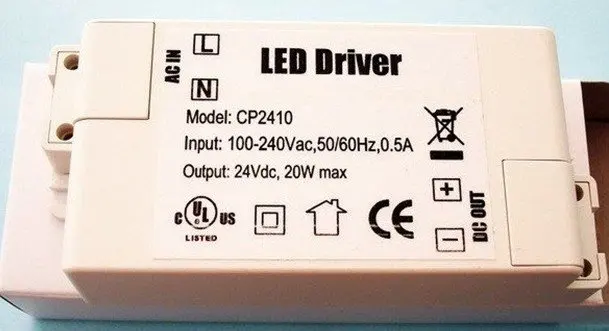 AC IN
L
N
LED Driver
Model: CP2410
Input: 100-240Vac,50/60Hz,0.5A
Output: 24Vdc, 20W max
+
-
DC OUT
c UL US
LISTED
CE